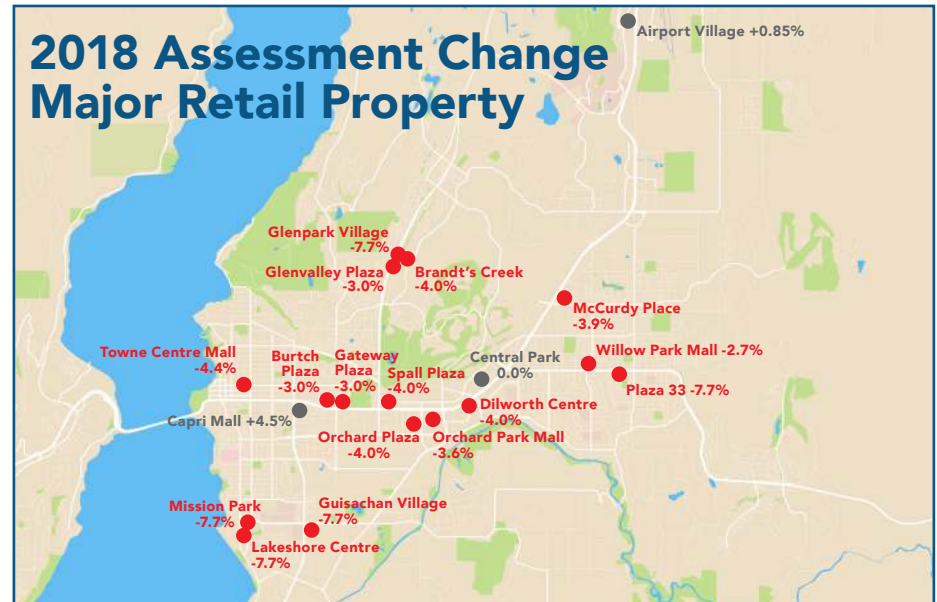 2018 Assessment Change
Major Retail Property
Airport Village +0.85%
Glenpark Village
-7.7%
Glenvalley Plaza
-3.0%
Brandt’s Creek
-4.0%
McCurdy Place
-3.9%
Towne Centre Mall
-4.4%
Burtch
Plaza
-3.0%
Gateway
Plaza
-3.0%
Spall Plaza
-4.0%
Central Park
0.0%
Willow Park Mall -2.7%
Plaza 33 -7.7%
Capri Mall +4.5%
Dilworth Centre
-4.0%
Orchard Plaza
-4.0%
Orchard Park Mall
-3.6%
Mission Park
-7.7%
Guisachan Village
-7.7%
Lakeshore Centre
-7.7%